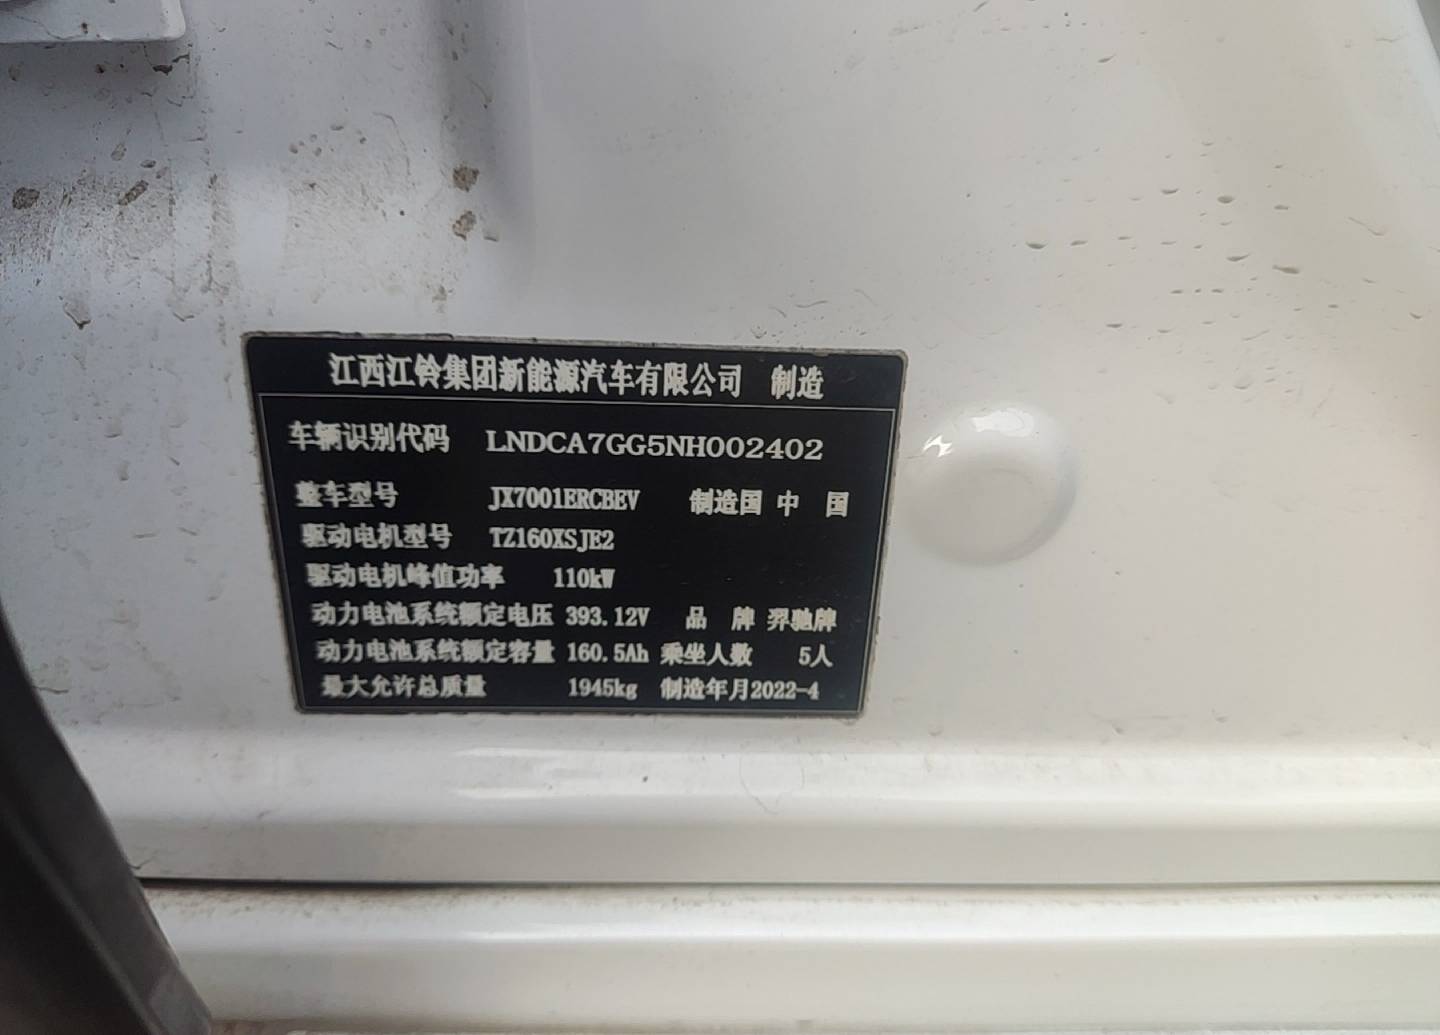 江西江铃集团新能源汽车有限公司 制造
车辆识别代码 LNDCA7GG5NH002402
整车型号 JX7001ERCBEV 制造国 中 国
驱动电机型号 TZ160XSJE2
驱动电机峰值功率 110kW
动力电池系统额定电压 393.12V 品 牌 羿驰牌
动力电池系统额定容量 160.5Ah 乘坐人数 5人
最大允许总质量 1945kg 制造年月2022-4